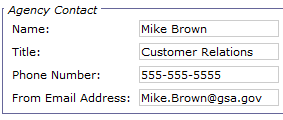 Agency Contact
Name: Mike Brown
Title: Customer Relations
Phone Number: 555-555-5555
From Email Address: Mike.Brown@gsa.gov